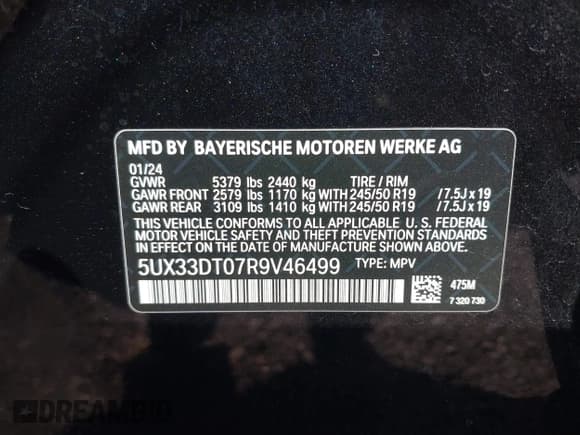 MFD BY BAYERISCHE MOTOREN WERKE AG
01/24
GVWR 5379 lbs 2440 kg TIRE / RIM
GAWR FRONT 2579 lbs 1170 kg WITH 245/50 R19 /7.5J x 19
GAWR REAR 3109 lbs 1410 kg WITH 245/50 R19 /7.5J x 19
THIS VEHICLE CONFORMS TO ALL APPLICABLE U. S. FEDERAL
MOTOR VEHICLE SAFETY AND THEFT PREVENTION STANDARDS
IN EFFECT ON THE DATE OF MANUFACTURE SHOWN ABOVE.
5UX33DT07R9V46499 TYPE: MPV
475M
7 320 730
DREAMBID